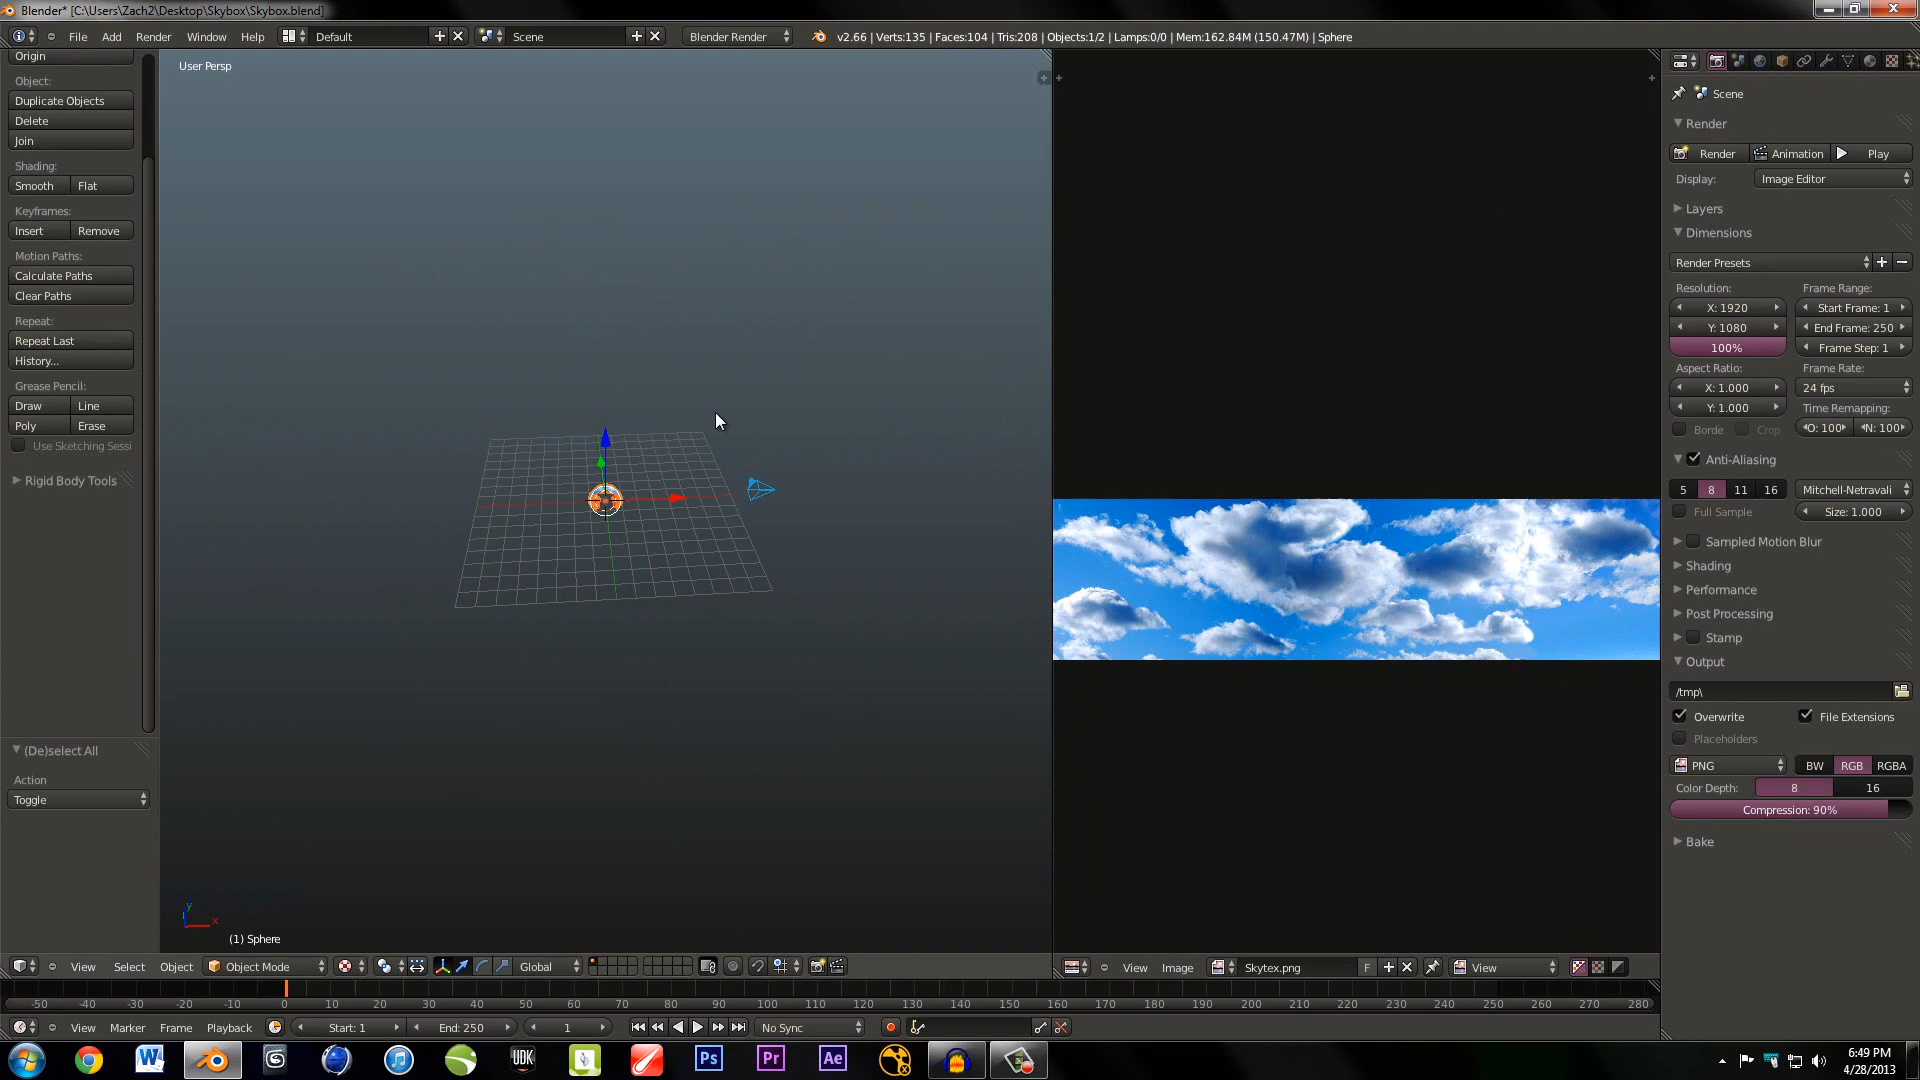 Blender* [C:\Users\Zach2\Desktop\Skybox\Skybox.blend]
File Add Render Window Help Default Scene Blender Render v2.66 | Verts:135 | Faces:104 | Tris:208 | Objects:1/2 | Lamps:0/0 | Mem:162.84M (150.47M) | Sphere
Origin
Object:
Duplicate Objects
Delete
Join
Shading:
Smooth Flat
Keyframes:
Insert Remove
Motion Paths:
Calculate Paths
Clear Paths
Repeat:
Repeat Last
History...
Grease Pencil:
Draw Line
Poly Erase
Use Sketching Sessi
Rigid Body Tools
(De)select All
Action
Toggle
User Persp
y
x
(1) Sphere
View Select Object Object Mode Global
View Image Skytex.png F View
Scene
Render
Render Animation Play
Display: Image Editor
Layers
Dimensions
Render Presets
Resolution: Frame Range:
X: 1920 Start Frame: 1
Y: 1080 End Frame: 250
100% Frame Step: 1
Aspect Ratio: Frame Rate:
X: 1.000 24 fps
Y: 1.000 Time Remapping:
Borde Crop O: 100 N: 100
Anti-Aliasing
5 8 11 16 Mitchell-Netravali
Full Sample Size: 1.000
Sampled Motion Blur
Shading
Performance
Post Processing
Stamp
Output
/tmp\
Overwrite File Extensions
Placeholders
PNG BW RGB RGBA
Color Depth: 8 16
Compression: 90%
Bake
-50 -40 -30 -20 -10 0 10 20 30 40 50 60 70 80 90 100 110 120 130 140 150 160 170 180 190 200 210 220 230 240 250 260 270 280
View Marker Frame Playback Start: 1 End: 250 1 No Sync
W UDK Ps Pr Ae
6:49 PM
4/28/2013